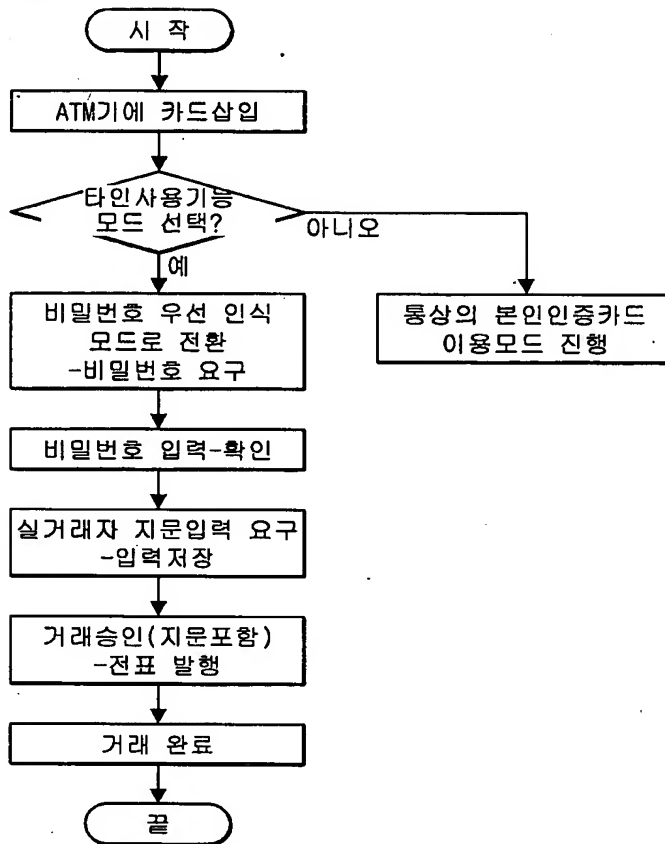 시 작
ATM기에 카드삽입
타인사용기능
모드 선택?
아니오
예
비밀번호 우선 인식
모드로 전환
-비밀번호 요구
통상의 본인인증카드
이용모드 진행
비밀번호 입력-확인
실거래자 지문입력 요구
-입력저장
거래승인(지문포함)
-전표 발행
거래 완료
끝